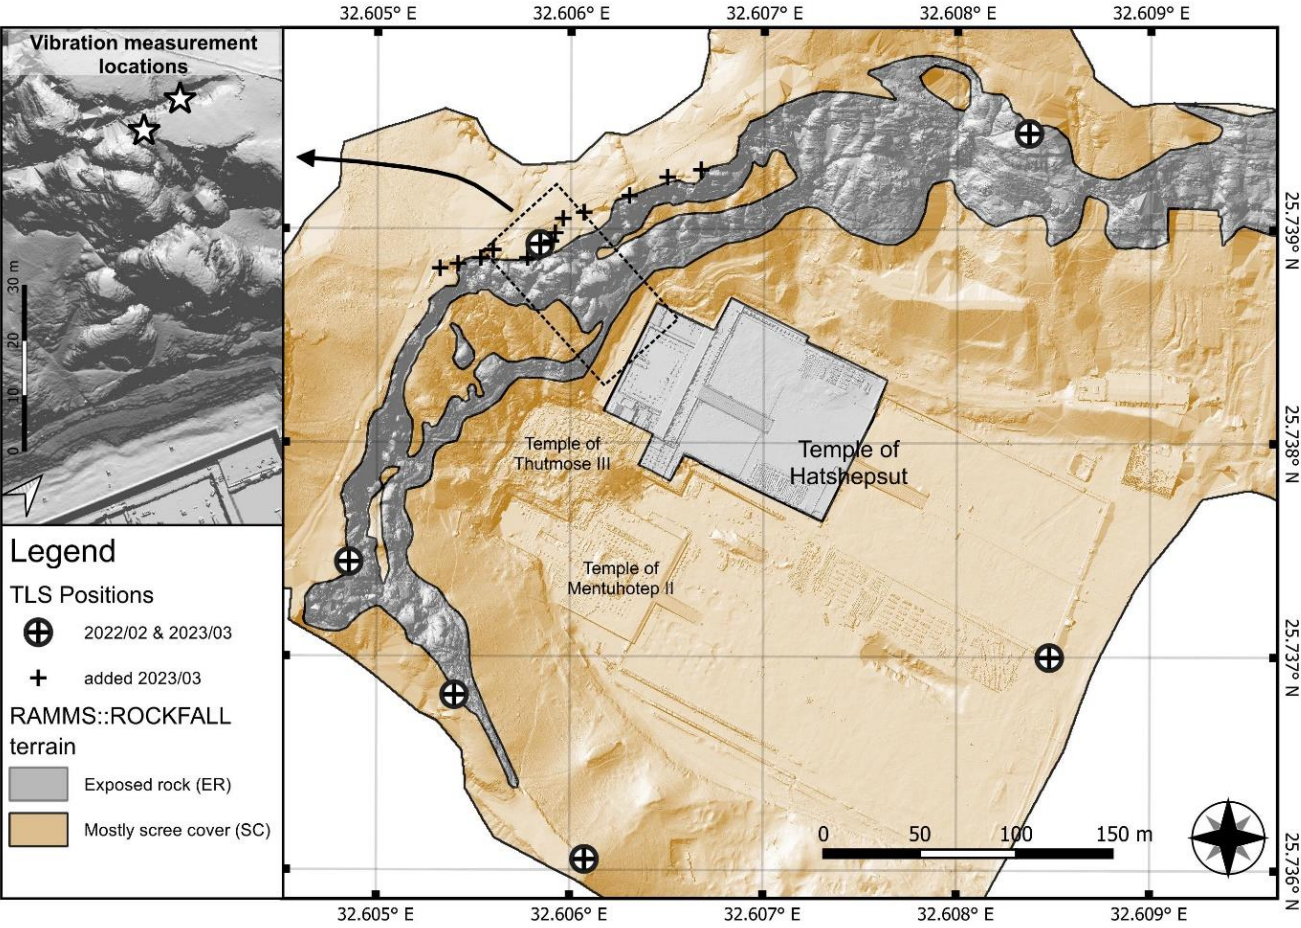 32.605° E
32.606° E
32.607° E
32.608° E
32.609° E
Vibration measurement
locations
30 m
20
10
0
25.739° N
25.738° N
25.737° N
25.736° N
Temple of
Thutmose III
Temple of
Hatshepsut
Temple of
Mentuhotep II
Legend
TLS Positions
2022/02 & 2023/03
added 2023/03
RAMMS::ROCKFALL
terrain
Exposed rock (ER)
Mostly scree cover (SC)
0
50
100
150 m
32.605° E
32.606° E
32.607° E
32.608° E
32.609° E